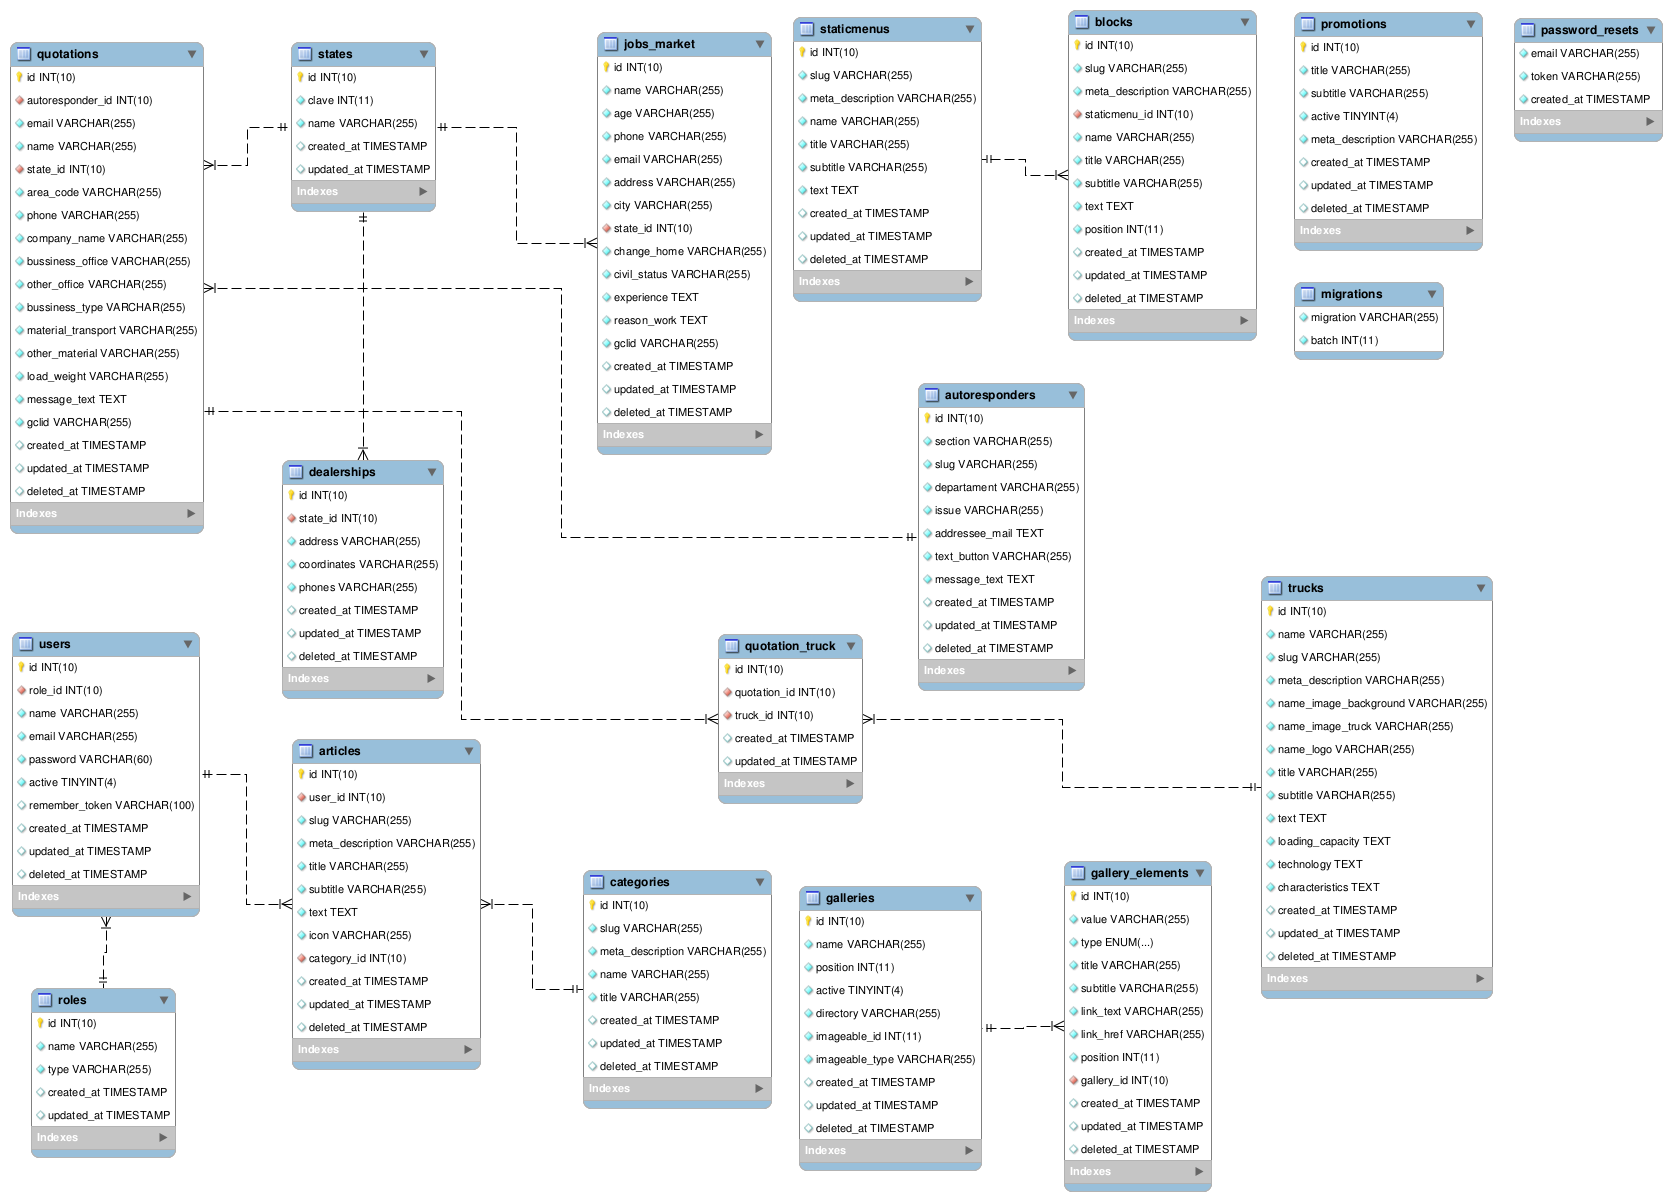 quotations
id INT(10)
autoresponder_id INT(10)
email VARCHAR(255)
name VARCHAR(255)
state_id INT(10)
area_code VARCHAR(255)
phone VARCHAR(255)
company_name VARCHAR(255)
bussiness_office VARCHAR(255)
other_office VARCHAR(255)
bussiness_type VARCHAR(255)
material_transport VARCHAR(255)
other_material VARCHAR(255)
load_weight VARCHAR(255)
message_text TEXT
gclid VARCHAR(255)
created_at TIMESTAMP
updated_at TIMESTAMP
deleted_at TIMESTAMP
Indexes
states
id INT(10)
clave INT(11)
name VARCHAR(255)
created_at TIMESTAMP
updated_at TIMESTAMP
Indexes
jobs_market
id INT(10)
name VARCHAR(255)
age VARCHAR(255)
phone VARCHAR(255)
email VARCHAR(255)
address VARCHAR(255)
city VARCHAR(255)
state_id INT(10)
change_home VARCHAR(255)
civil_status VARCHAR(255)
experience TEXT
reason_work TEXT
gclid VARCHAR(255)
created_at TIMESTAMP
updated_at TIMESTAMP
deleted_at TIMESTAMP
Indexes
staticmenus
id INT(10)
slug VARCHAR(255)
meta_description VARCHAR(255)
name VARCHAR(255)
title VARCHAR(255)
subtitle VARCHAR(255)
text TEXT
created_at TIMESTAMP
updated_at TIMESTAMP
deleted_at TIMESTAMP
Indexes
blocks
id INT(10)
slug VARCHAR(255)
meta_description VARCHAR(255)
staticmenu_id INT(10)
name VARCHAR(255)
title VARCHAR(255)
subtitle VARCHAR(255)
text TEXT
position INT(11)
created_at TIMESTAMP
updated_at TIMESTAMP
deleted_at TIMESTAMP
Indexes
promotions
id INT(10)
title VARCHAR(255)
subtitle VARCHAR(255)
active TINYINT(4)
meta_description VARCHAR(255)
created_at TIMESTAMP
updated_at TIMESTAMP
deleted_at TIMESTAMP
Indexes
password_resets
email VARCHAR(255)
token VARCHAR(255)
created_at TIMESTAMP
Indexes
migrations
migration VARCHAR(255)
batch INT(11)
dealerships
id INT(10)
state_id INT(10)
address VARCHAR(255)
coordinates VARCHAR(255)
phones VARCHAR(255)
created_at TIMESTAMP
updated_at TIMESTAMP
deleted_at TIMESTAMP
Indexes
autoresponders
id INT(10)
section VARCHAR(255)
slug VARCHAR(255)
departament VARCHAR(255)
issue VARCHAR(255)
addressee_mail TEXT
text_button VARCHAR(255)
message_text TEXT
created_at TIMESTAMP
updated_at TIMESTAMP
deleted_at TIMESTAMP
Indexes
trucks
id INT(10)
name VARCHAR(255)
slug VARCHAR(255)
meta_description VARCHAR(255)
name_image_background VARCHAR(255)
name_image_truck VARCHAR(255)
name_logo VARCHAR(255)
title VARCHAR(255)
subtitle VARCHAR(255)
text TEXT
loading_capacity TEXT
technology TEXT
characteristics TEXT
created_at TIMESTAMP
updated_at TIMESTAMP
deleted_at TIMESTAMP
Indexes
users
id INT(10)
role_id INT(10)
name VARCHAR(255)
email VARCHAR(255)
password VARCHAR(60)
active TINYINT(4)
remember_token VARCHAR(100)
created_at TIMESTAMP
updated_at TIMESTAMP
deleted_at TIMESTAMP
Indexes
quotation_truck
id INT(10)
quotation_id INT(10)
truck_id INT(10)
created_at TIMESTAMP
updated_at TIMESTAMP
Indexes
articles
id INT(10)
user_id INT(10)
slug VARCHAR(255)
meta_description VARCHAR(255)
title VARCHAR(255)
subtitle VARCHAR(255)
text TEXT
icon VARCHAR(255)
category_id INT(10)
created_at TIMESTAMP
updated_at TIMESTAMP
deleted_at TIMESTAMP
Indexes
categories
id INT(10)
slug VARCHAR(255)
meta_description VARCHAR(255)
name VARCHAR(255)
title VARCHAR(255)
created_at TIMESTAMP
updated_at TIMESTAMP
deleted_at TIMESTAMP
Indexes
galleries
id INT(10)
name VARCHAR(255)
position INT(11)
active TINYINT(4)
directory VARCHAR(255)
imageable_id INT(11)
imageable_type VARCHAR(255)
created_at TIMESTAMP
updated_at TIMESTAMP
deleted_at TIMESTAMP
Indexes
gallery_elements
id INT(10)
value VARCHAR(255)
type ENUM(...)
title VARCHAR(255)
subtitle VARCHAR(255)
link_text VARCHAR(255)
link_href VARCHAR(255)
position INT(11)
gallery_id INT(10)
created_at TIMESTAMP
updated_at TIMESTAMP
deleted_at TIMESTAMP
Indexes
roles
id INT(10)
name VARCHAR(255)
type VARCHAR(255)
created_at TIMESTAMP
updated_at TIMESTAMP
Indexes